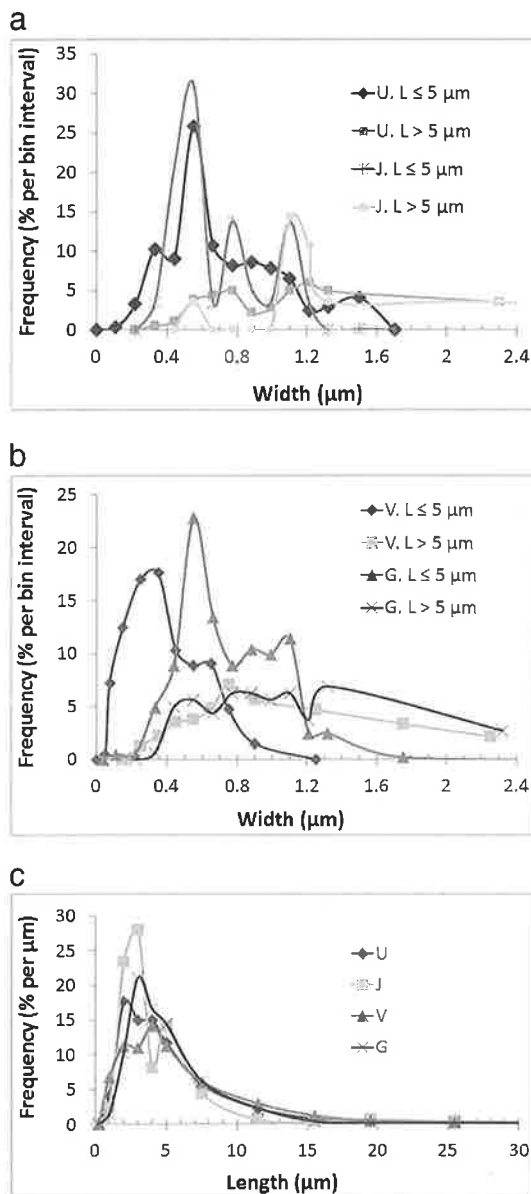 a
Frequency (% per bin interval)
35
30
25
20
15
10
5
0
0 0.4 0.8 1.2 1.6 2 2.4
Width (µm)
U. L ≤ 5 µm
U. L > 5 µm
J. L ≤ 5 µm
J. L > 5 µm
b
Frequency (% per bin interval)
25
20
15
10
5
0
0 0.4 0.8 1.2 1.6 2 2.4
Width (µm)
V. L ≤ 5 µm
V. L > 5 µm
G. L ≤ 5 µm
G. L > 5 µm
c
Frequency (% per µm)
30
25
20
15
10
5
0
0 5 10 15 20 25 30
Length (µm)
U
J
V
G